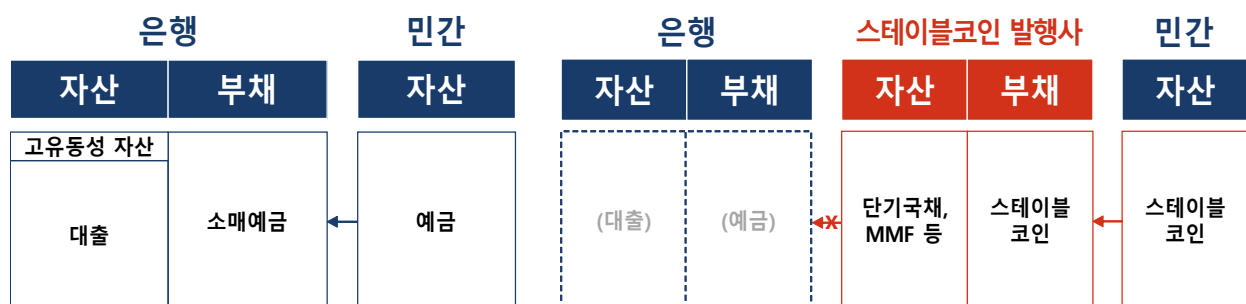 은행 민간 은행 스테이블코인 발행사 민간
자산 부채 자산 자산 부채 자산 부채 자산
고유동성 자산
대출 소매예금 예금 (대출) (예금) X 단기국채, 스테이블 스테이블
MMF 등 코인 코인